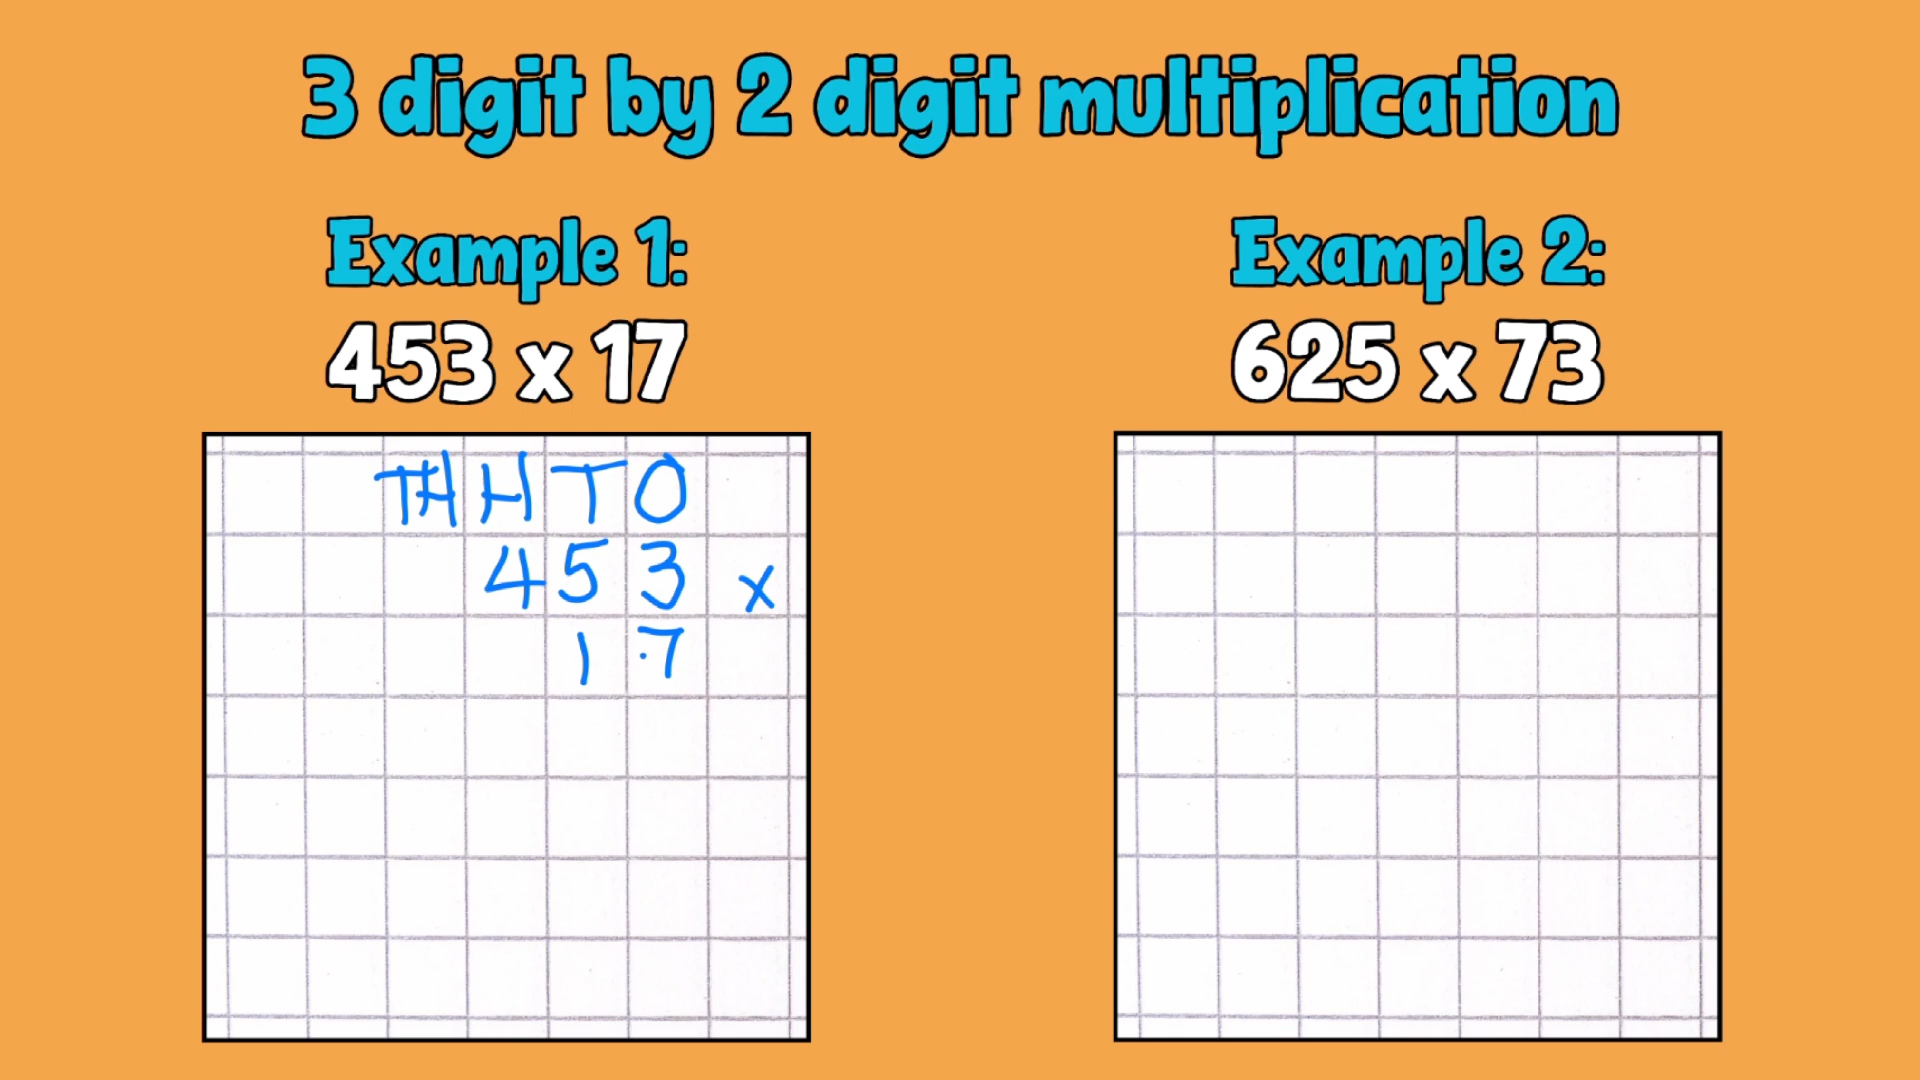 3 digit by 2 digit multiplication
Example 1:
453 x 17
TH H T O
4 5 3 x
1 7
Example 2:
625 x 73